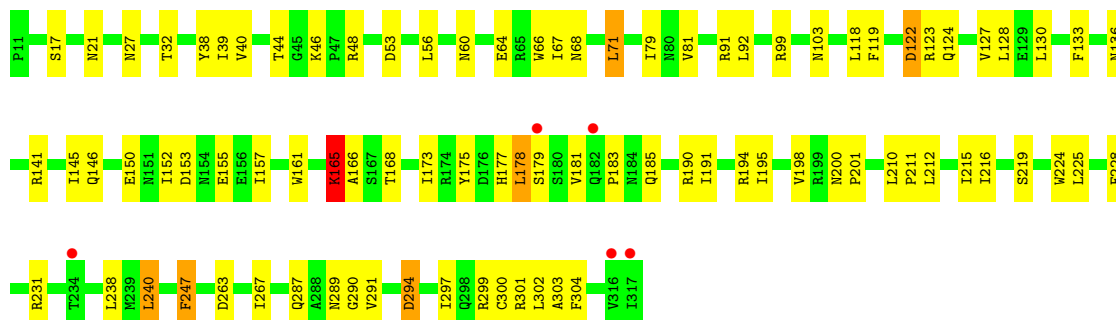 P11 S17 N21 N27 T32 Y38 I39 V40 T44 G45 K46 P47 R48 D53 L56 N60 E64 R65 W66 I67 N68 L71 I79 N80 V81 R91 L92 R99 N103 L118 F119 D122 R123 Q124 V127 L128 E129 L130 F133 N136
R141 I145 Q146 E150 N151 I152 D153 N154 E155 E156 I157 W161 K165 A166 S167 T168 I173 R174 Y175 D176 H177 L178 S179 S180 V181 Q182 P183 N184 Q185 R190 I191 R194 I195 V198 R199 N200 P201 L210 P211 L212 I215 I216 S219 W224 L225
R231 T234 L238 M239 L240 F247 D263 I267 Q287 A288 N289 G290 V291 D294 I297 Q298 R299 C300 R301 L302 A303 F304 V316 I317